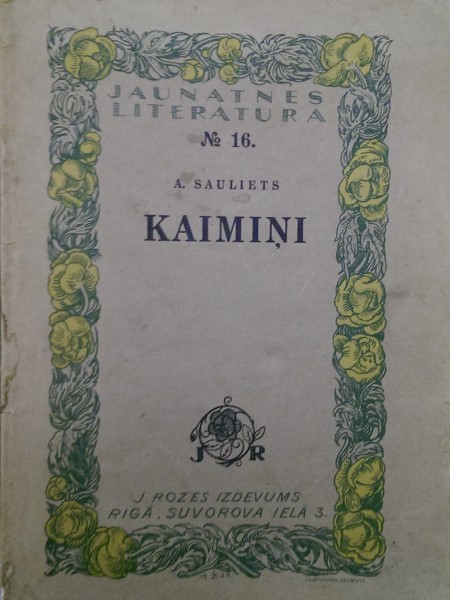 JAUNATNES
LITERATURA
№ 16.
A. SAULIETS
KAIMIŅI
J R
J. ROZES IZDEVUMS
RĪGĀ, SUVOROVA IELĀ 3.